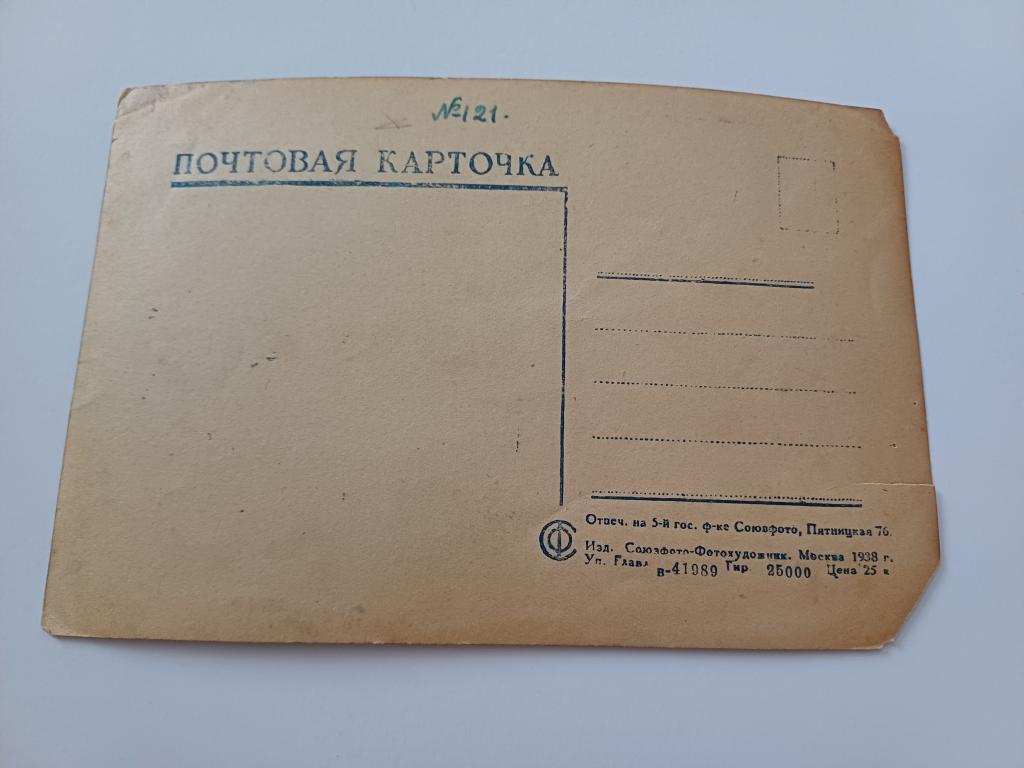 №121.
ПОЧТОВАЯ КАРТОЧКА
Отпеч. на 5-й гос. ф-ке Союзфото, Пятницкая 76.
Изд. Союзфото-Фотохудожник. Москва 1938 г.
Уп. Главл В-41989 Тир. 25000 Цена 25 к